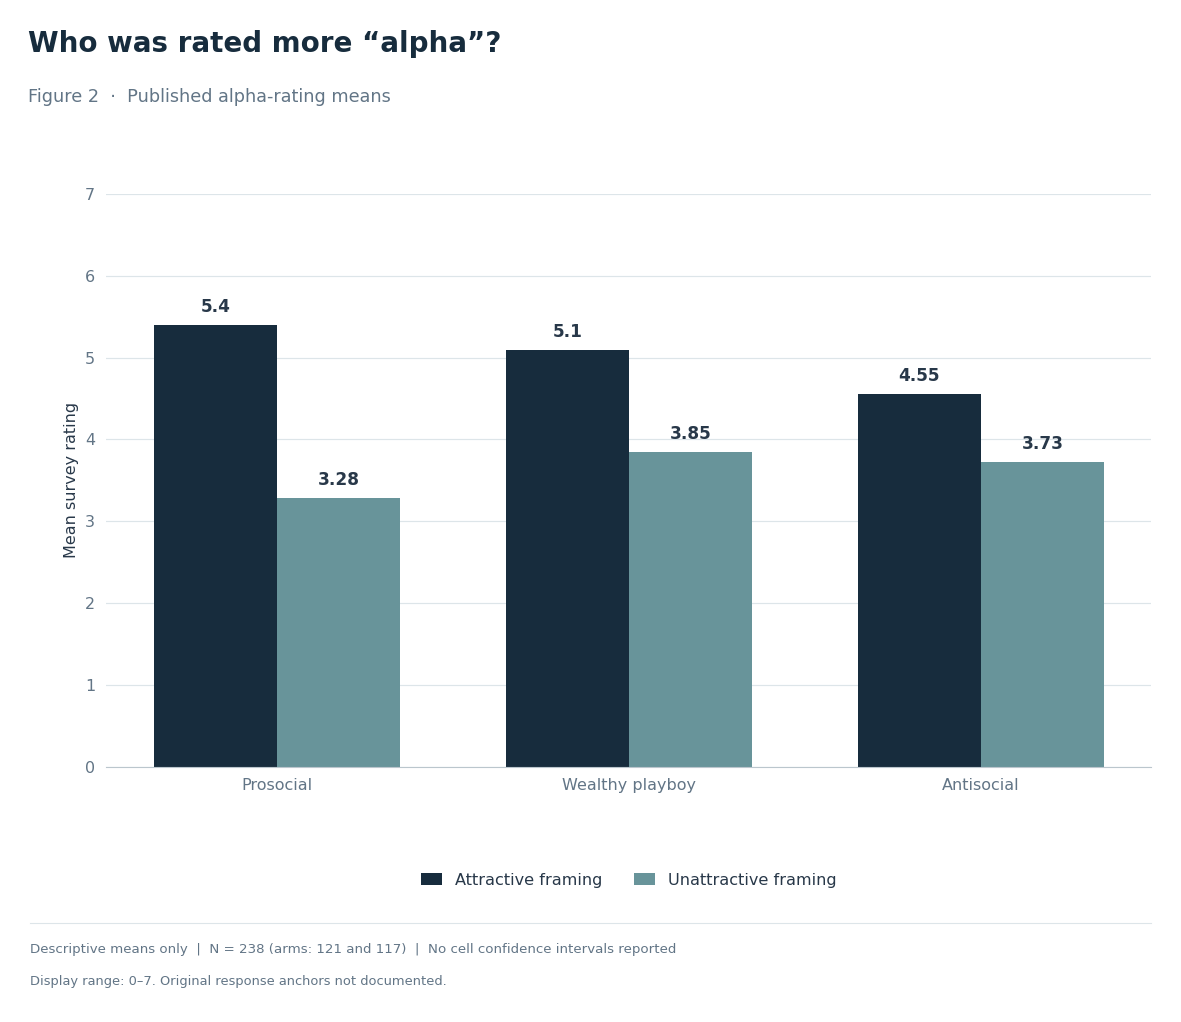 Who was rated more “alpha”?
Figure 2 · Published alpha-rating means
7
6
5
4
3
2
1
0
Mean survey rating
5.4
3.28
5.1
3.85
4.55
3.73
Prosocial
Wealthy playboy
Antisocial
Attractive framing
Unattractive framing
Descriptive means only | N = 238 (arms: 121 and 117) | No cell confidence intervals reported
Display range: 0–7. Original response anchors not documented.